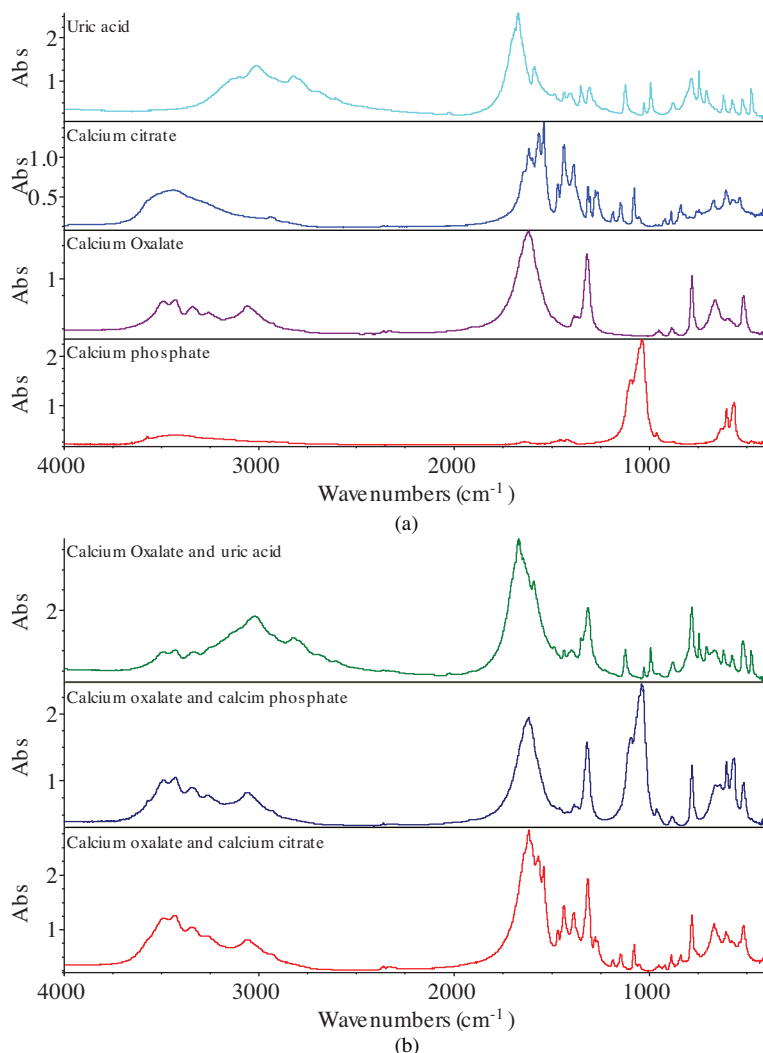 Uric acid
Abs
2
1
Calcium citrate
Abs
1.0
0.5
Calcium Oxalate
Abs
1
Calcium phosphate
Abs
2
1
4000 3000 2000 1000
Wavenumbers (cm-1
)
(a)
Calcium Oxalate and uric acid
Abs
2
Calcium oxalate and calcim phosphate
Abs
2
1
Calcium oxalate and calcium citrate
Abs
2
1
4000 3000 2000 1000
Wavenumbers (cm-1)
(b)